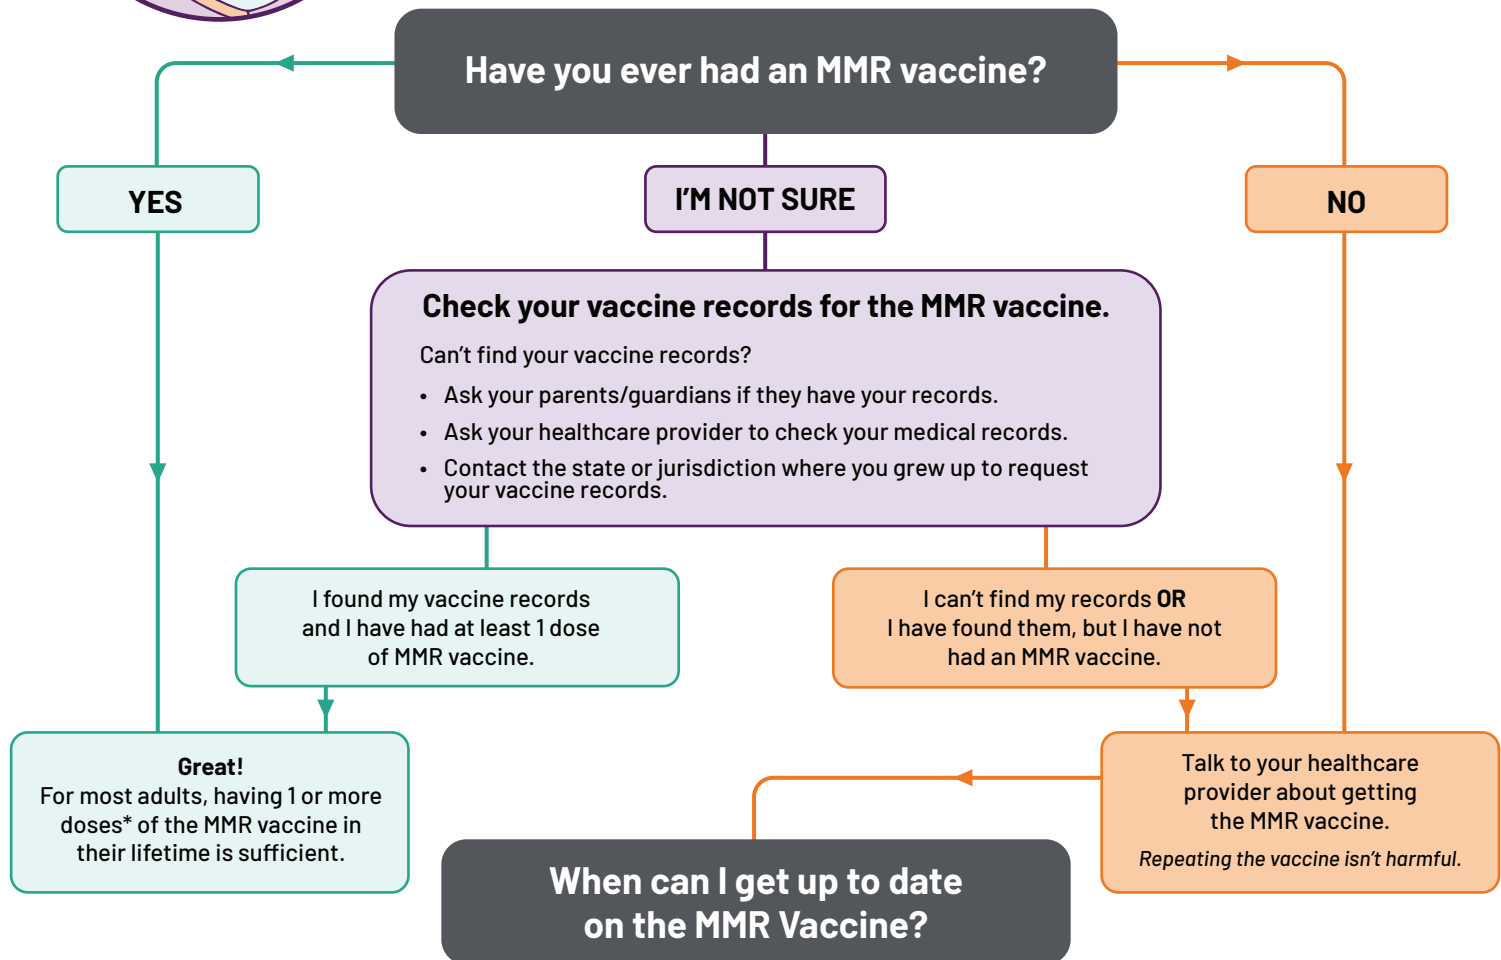 Have you ever had an MMR vaccine?
YES
I’M NOT SURE
NO
Check your vaccine records for the MMR vaccine.
Can’t find your vaccine records?
• Ask your parents/guardians if they have your records.
• Ask your healthcare provider to check your medical records.
• Contact the state or jurisdiction where you grew up to request
your vaccine records.
I found my vaccine records
and I have had at least 1 dose
of MMR vaccine.
I can’t find my records OR
I have found them, but I have not
had an MMR vaccine.
Great!
For most adults, having 1 or more
doses* of the MMR vaccine in
their lifetime is sufficient.
Talk to your healthcare
provider about getting
the MMR vaccine.
Repeating the vaccine isn’t harmful.
When can I get up to date
on the MMR Vaccine?